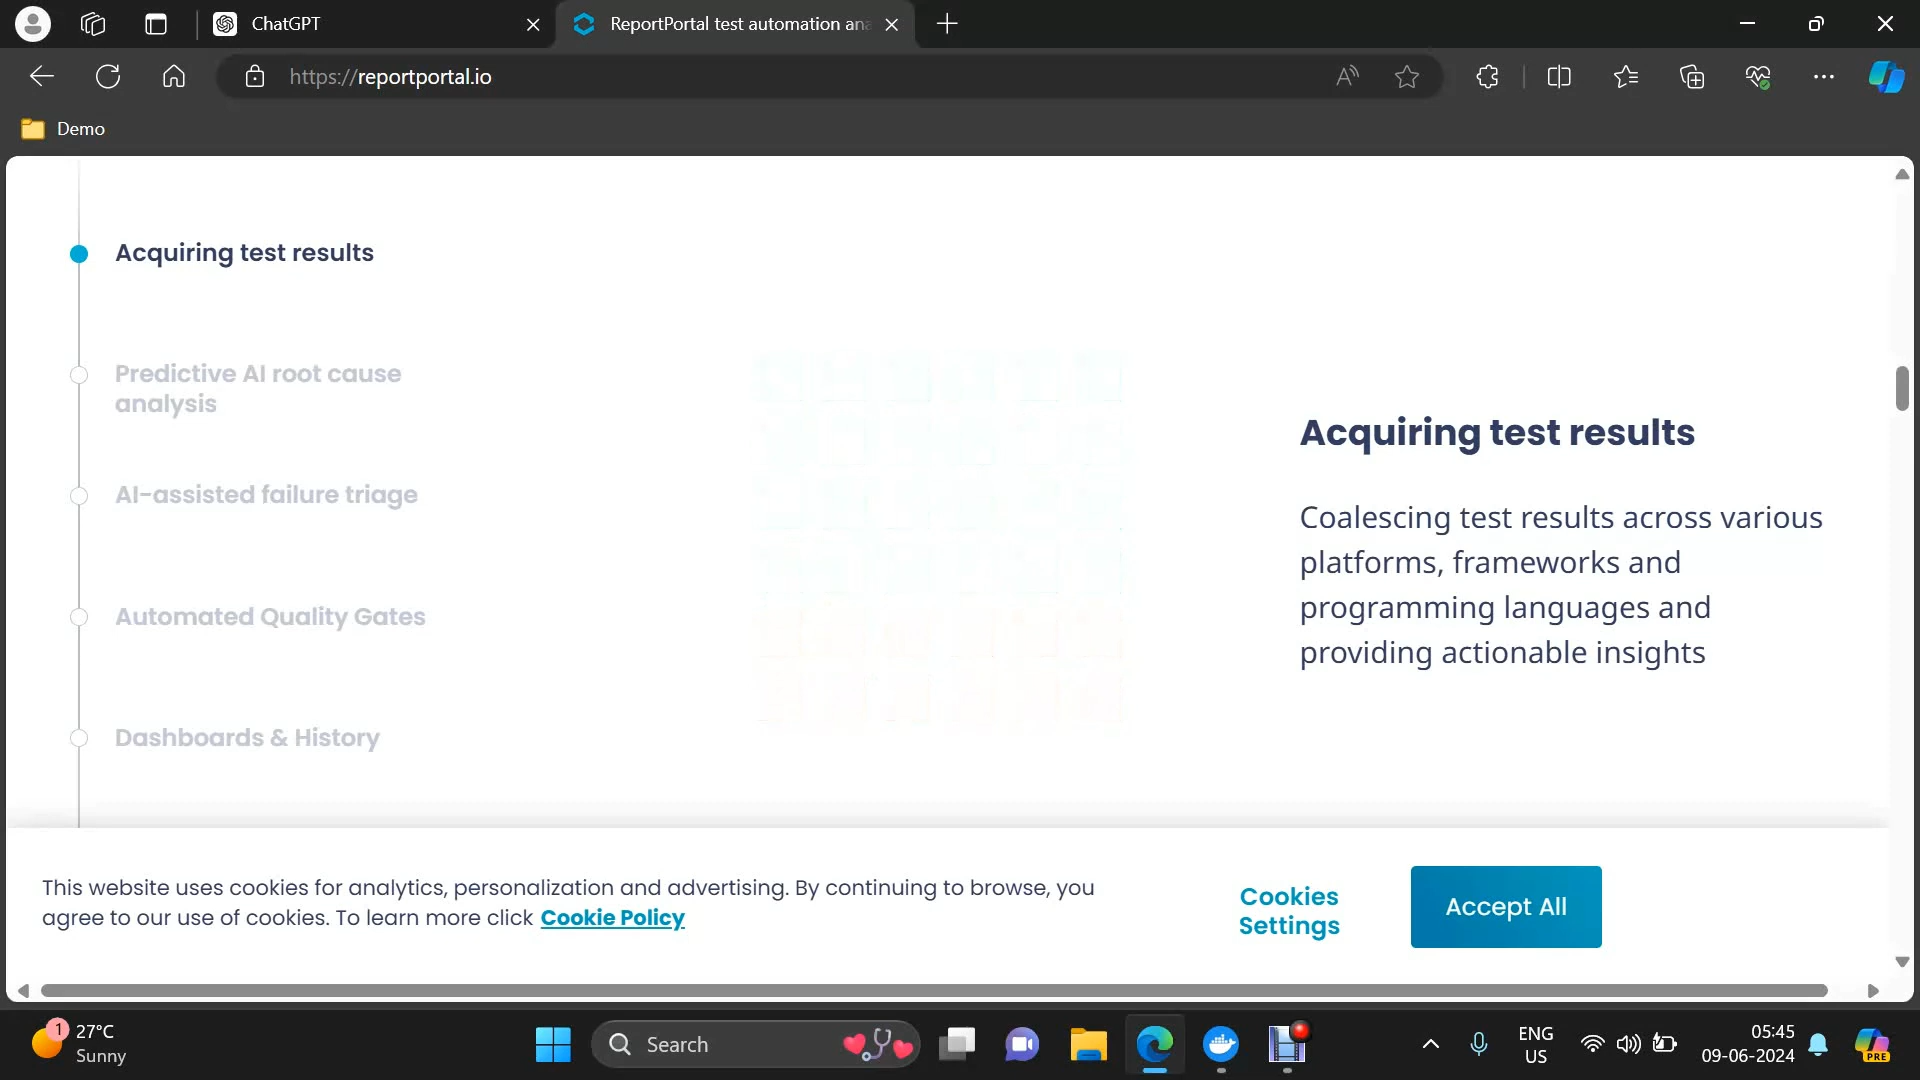 ChatGPT
ReportPortal test automation ana
https://reportportal.io
Demo
Acquiring test results
Predictive AI root cause
analysis
AI-assisted failure triage
Automated Quality Gates
Dashboards & History
Acquiring test results
Coalescing test results across various
platforms, frameworks and
programming languages and
providing actionable insights
This website uses cookies for analytics, personalization and advertising. By continuing to browse, you
agree to our use of cookies. To learn more click Cookie Policy
Cookies
Settings
Accept All
1
27°C
Sunny
Search
ENG
US
05:45
09-06-2024
PRE